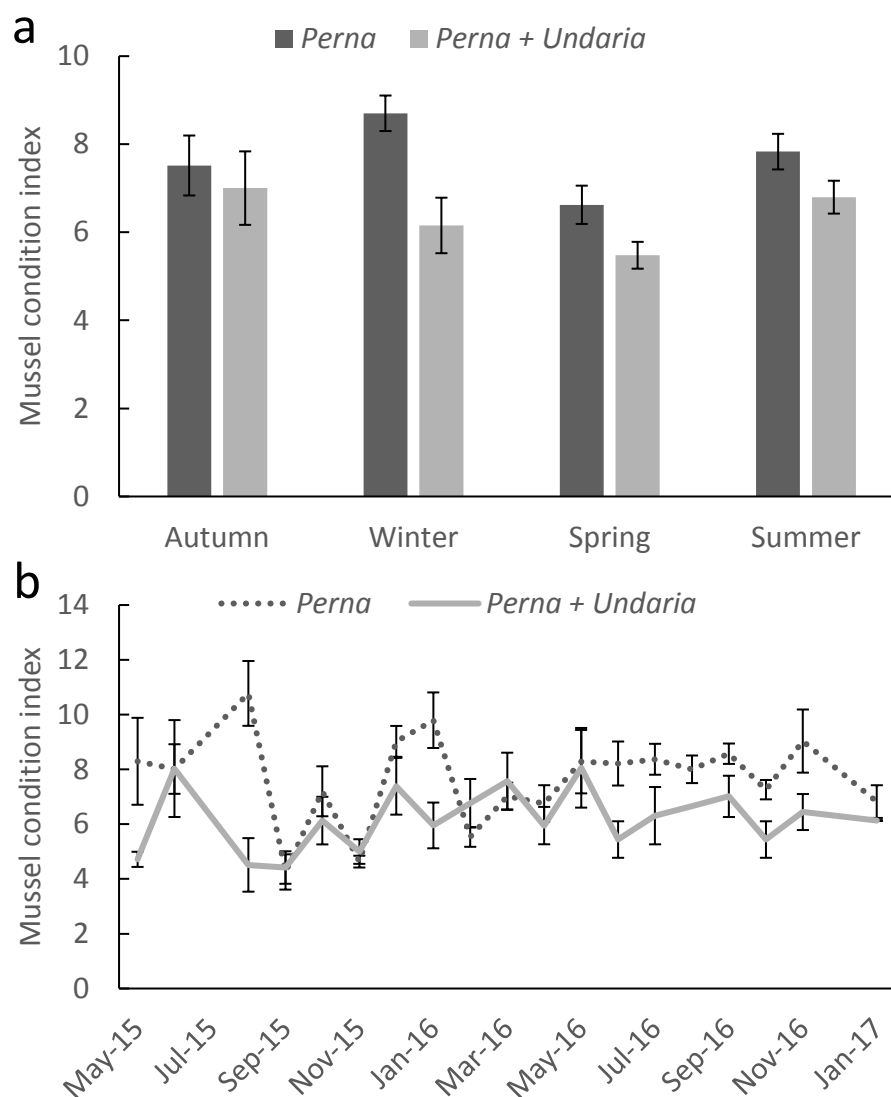 a
Perna Perna + Undaria
Mussel condition index
10
8
6
4
2
0
Autumn Winter Spring Summer
b
Perna Perna + Undaria
Mussel condition index
14
12
10
8
6
4
2
0
May-15 Jul-15 Sep-15 Nov-15 Jan-16 Mar-16 May-16 Jul-16 Sep-16 Nov-16 Jan-17